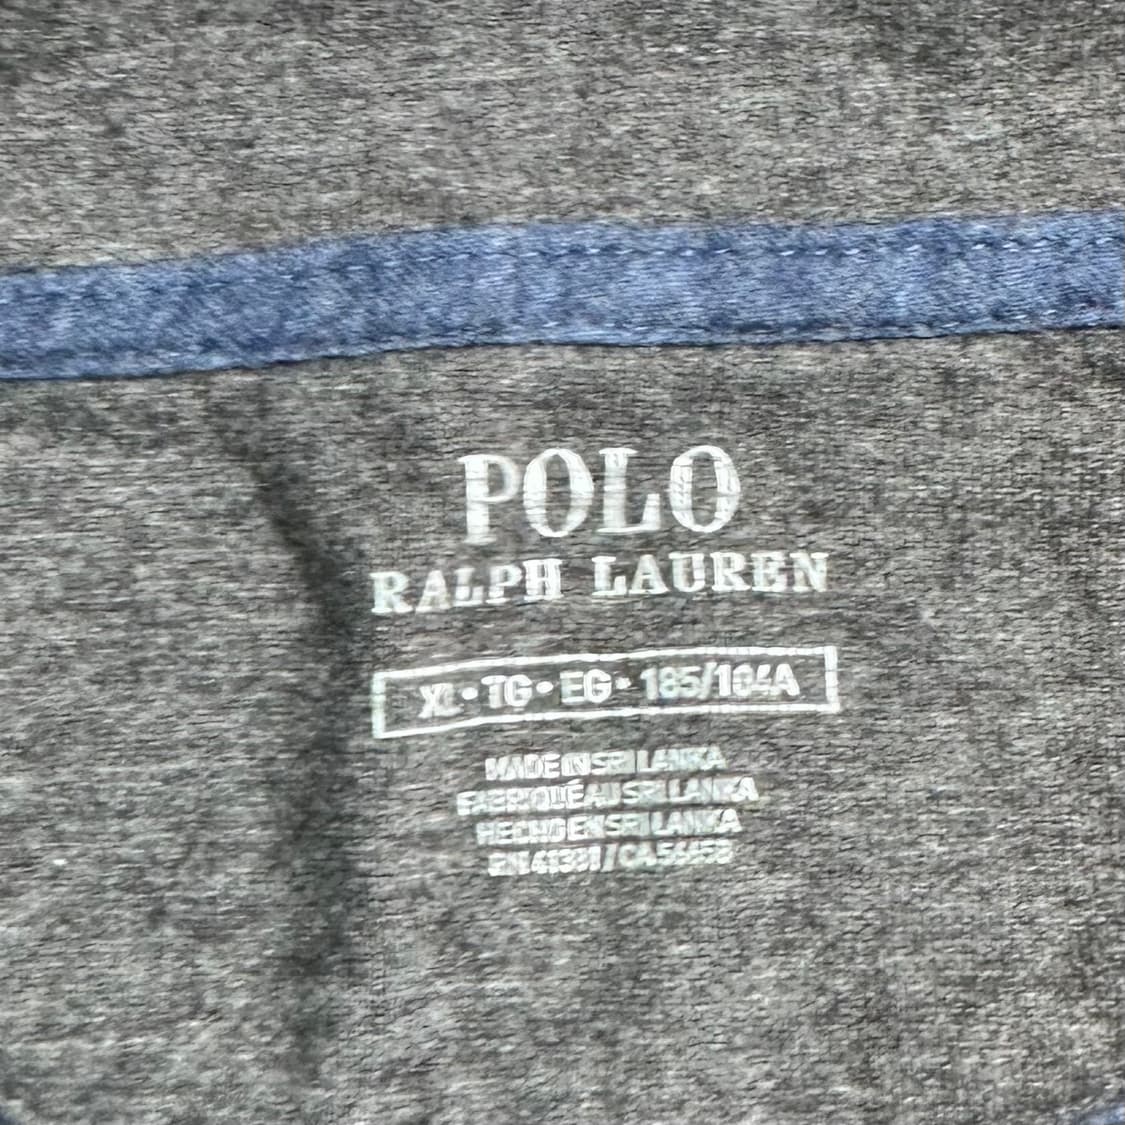 POLO
RALPH LAUREN
XL • TG • EG • 185/104A
MADE IN SRI LANKA
FABRIQUÉ AU SRI LANKA
HECHO EN SRI LANKA
/ CA